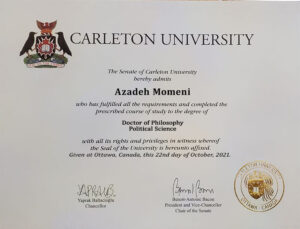 CARLETON UNIVERSITY
The Senate of Carleton University
hereby admits
Azadeh Momeni
who has fulfilled all the requirements and completed the
prescribed course of study to the degree of
Doctor of Philosophy
Political Science
with all its rights and privileges in witness whereof
the Seal of the University is hereunto affixed.
Given at Ottawa, Canada, this 22nd day of October, 2021.
Yaprak Baltacıoğlu
Chancellor
Benoit-Antoine Bacon
President and Vice-Chancellor
Chair of the Senate